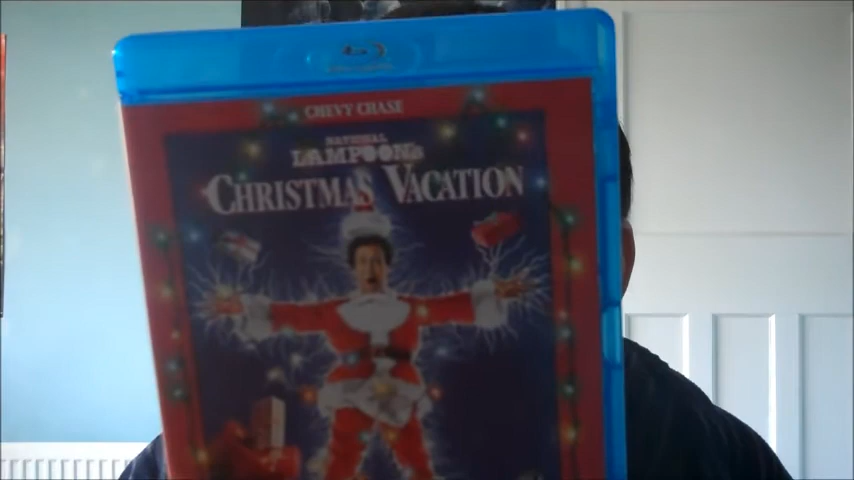 CHEVY CHASE
NATIONAL
LAMPOON'S
CHRISTMAS VACATION